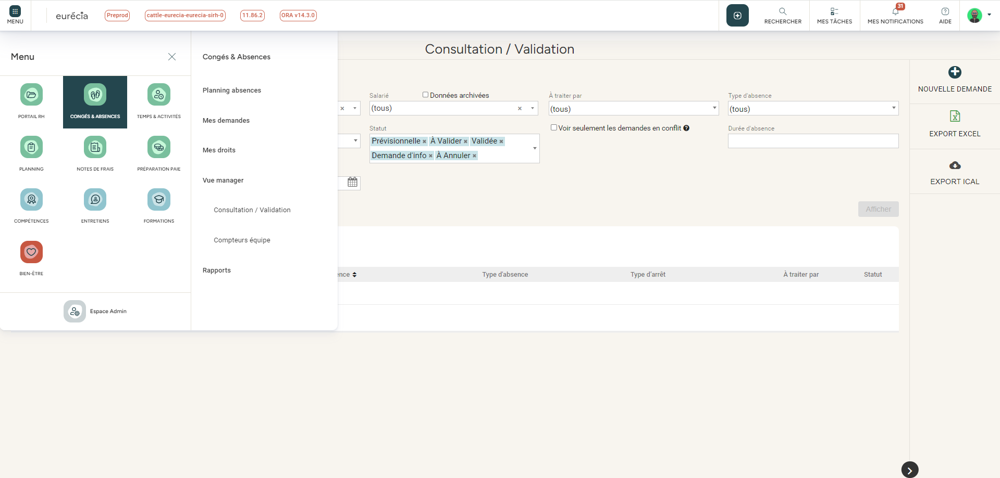 MENU
eurécia
Preprod
cattle-eurecia-eurecia-sirh-0
11.86.2
ORA v14.3.0
RECHERCHER
MES TÂCHES
31
MES NOTIFICATIONS
AIDE
Menu
PORTAIL RH
CONGÉS & ABSENCES
TEMPS & ACTIVITÉS
PLANNING
NOTES DE FRAIS
PRÉPARATION PAIE
COMPÉTENCES
ENTRETIENS
FORMATIONS
BIEN-ÊTRE
Espace Admin
Congés & Absences
Planning absences
Mes demandes
Mes droits
Vue manager
Consultation / Validation
Compteurs équipe
Rapports
Consultation / Validation
Salarié
Données archivées
À traiter par
Type d'absence
(tous)
(tous)
(tous)
Statut
Voir seulement les demandes en conflit
Durée d'absence
Prévisionnelle × À Valider × Validée ×
Demande d'info × À Annuler ×
Afficher
ence
Type d'absence
Type d'arrêt
À traiter par
Statut
NOUVELLE DEMANDE
EXPORT EXCEL
EXPORT ICAL